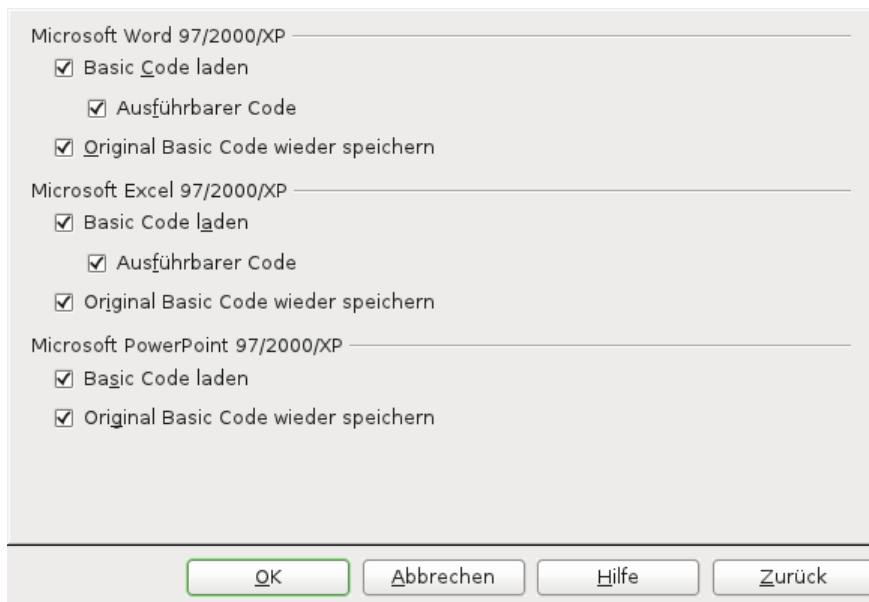 Microsoft Word 97/2000/XP
Basic Code laden
Ausführbarer Code
Original Basic Code wieder speichern
Microsoft Excel 97/2000/XP
Basic Code laden
Ausführbarer Code
Original Basic Code wieder speichern
Microsoft PowerPoint 97/2000/XP
Basic Code laden
Original Basic Code wieder speichern
OK Abbrechen Hilfe Zurück